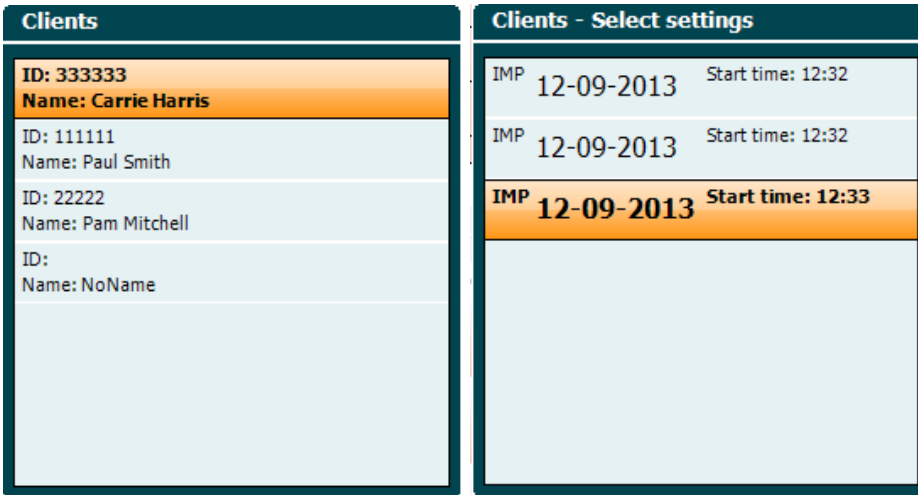 Clients
ID: 333333
Name: Carrie Harris
ID: 111111
Name: Paul Smith
ID: 22222
Name: Pam Mitchell
ID:
Name: NoName
Clients - Select settings
IMP 12-09-2013 Start time: 12:32
IMP 12-09-2013 Start time: 12:32
IMP 12-09-2013 Start time: 12:33